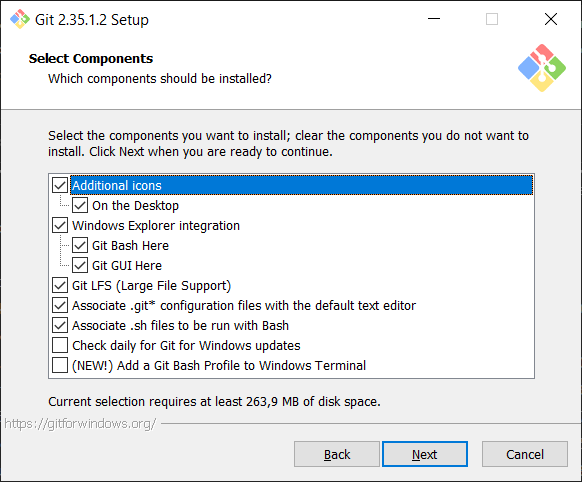 Git 2.35.1.2 Setup
Select Components
Which components should be installed?
Select the components you want to install; clear the components you do not want to
install. Click Next when you are ready to continue.
Additional icons
On the Desktop
Windows Explorer integration
Git Bash Here
Git GUI Here
Git LFS (Large File Support)
Associate .git* configuration files with the default text editor
Associate .sh files to be run with Bash
Check daily for Git for Windows updates
(NEW!) Add a Git Bash Profile to Windows Terminal
Current selection requires at least 263,9 MB of disk space.
https://gitforwindows.org/
Back
Next
Cancel